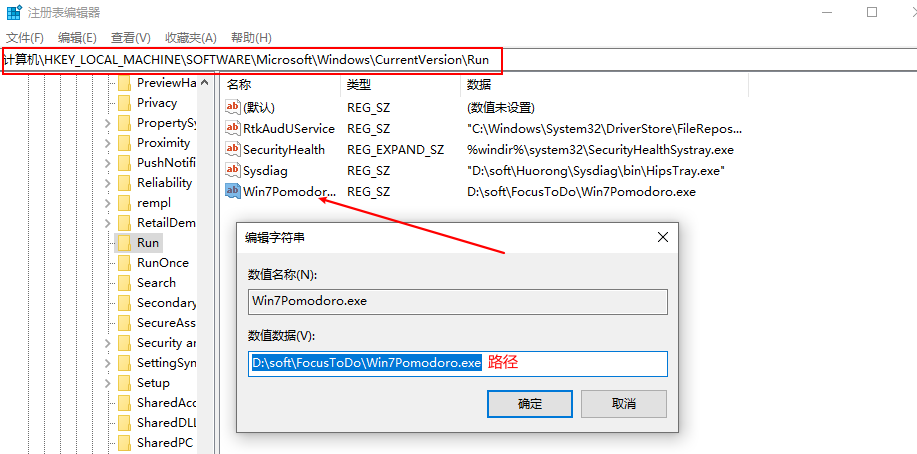 注册表编辑器
文件(F) 编辑(E) 查看(V) 收藏夹(A) 帮助(H)
计算机\HKEY_LOCAL_MACHINE\SOFTWARE\Microsoft\Windows\CurrentVersion\Run
PreviewHa
Privacy
PropertySy
Proximity
PushNotifi
Reliability
rempl
RetailDem
Run
RunOnce
Search
Secondary
SecureAss
Security an
SettingSyn
Setup
SharedAcc
SharedDLL
SharedPC
名称 类型 数据
(默认) REG_SZ (数值未设置)
RtkAudUService REG_SZ "C:\Windows\System32\DriverStore\FileRepos...
SecurityHealth REG_EXPAND_SZ %windir%\system32\SecurityHealthSystray.exe
Sysdiag REG_SZ "D:\soft\Huorong\Sysdiag\bin\HipsTray.exe"
Win7Pomodor... REG_SZ D:\soft\FocusToDo\Win7Pomodoro.exe
编辑字符串
数值名称(N):
Win7Pomodoro.exe
数值数据(V):
D:\soft\FocusToDo\Win7Pomodoro.exe 路径
确定 取消